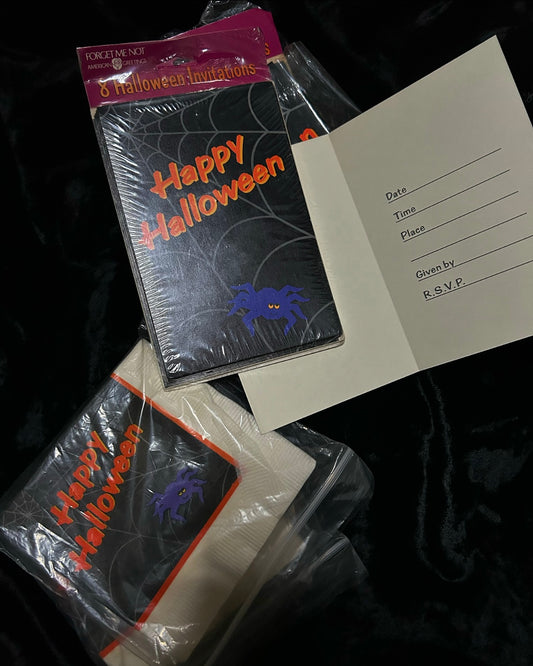 FORGET ME NOT
AMERICAN GREETINGS
8 Halloween Invitations
Happy
Halloween
Date
Time
Place
Given by
R.S.V.P.
Happy
Halloween